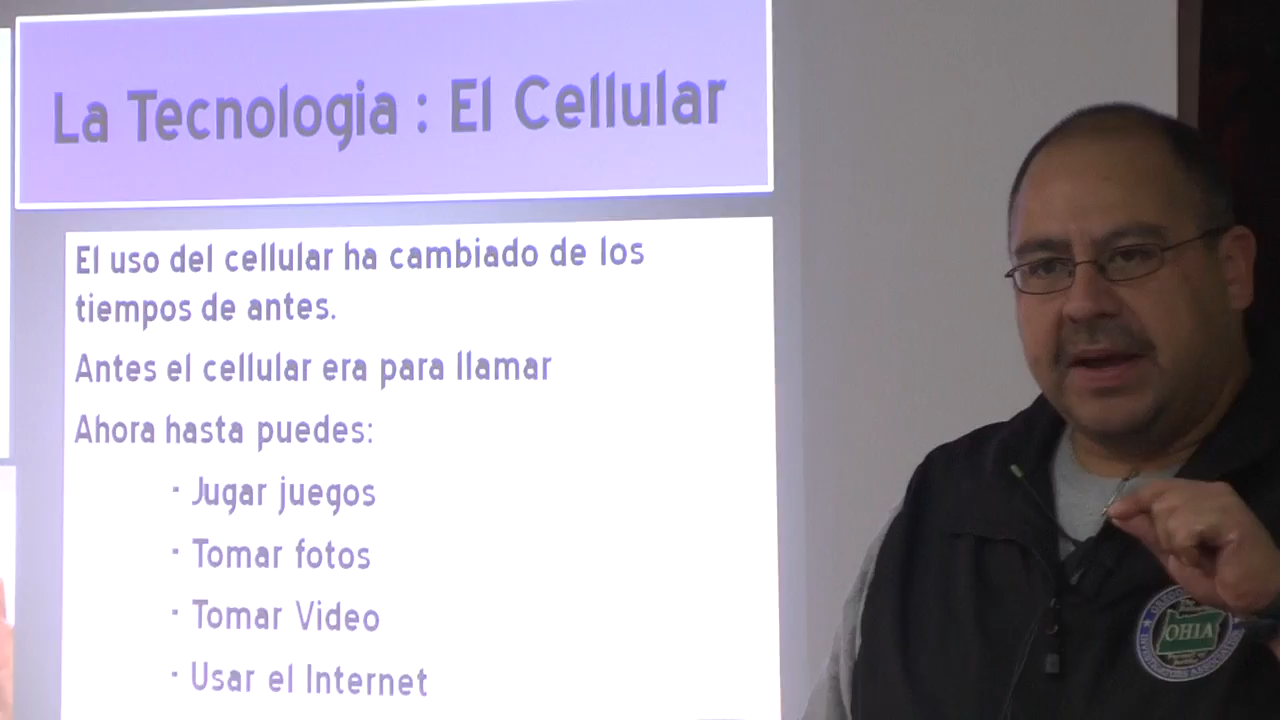 La Tecnologia : El Cellular
El uso del cellular ha cambiado de los
tiempos de antes.
Antes el cellular era para llamar
Ahora hasta puedes:
· Jugar juegos
· Tomar fotos
· Tomar Video
· Usar el Internet
OHIA